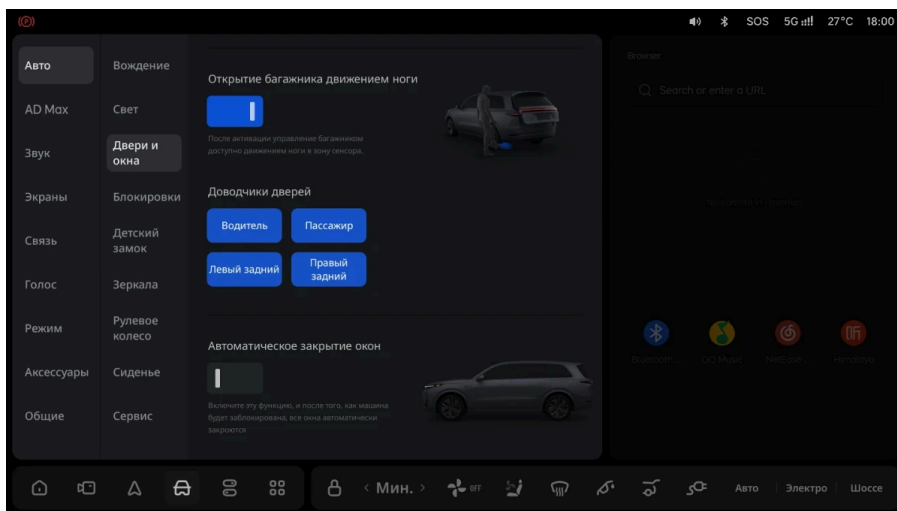 (P)
SOS 5G 27°C 18:00
Авто
AD Max
Звук
Экраны
Связь
Голос
Режим
Аксессуары
Общие
Вождение
Свет
Двери и
окна
Блокировки
Детский
замок
Зеркала
Рулевое
колесо
Сиденье
Сервис
Открытие багажника движением ноги
После активации управление багажником
доступно движением ноги в зону сенсора.
Доводчики дверей
Водитель
Пассажир
Левый задний
Правый
задний
Автоматическое закрытие окон
Включите эту функцию, и после того, как машина
будет заблокирована, все окна автоматически
закроются
Browser
Search or enter a URL
Bluetooth...
QQ Music
NetEase...
< Мин. >
OFF
Авто
Электро
Шоссе